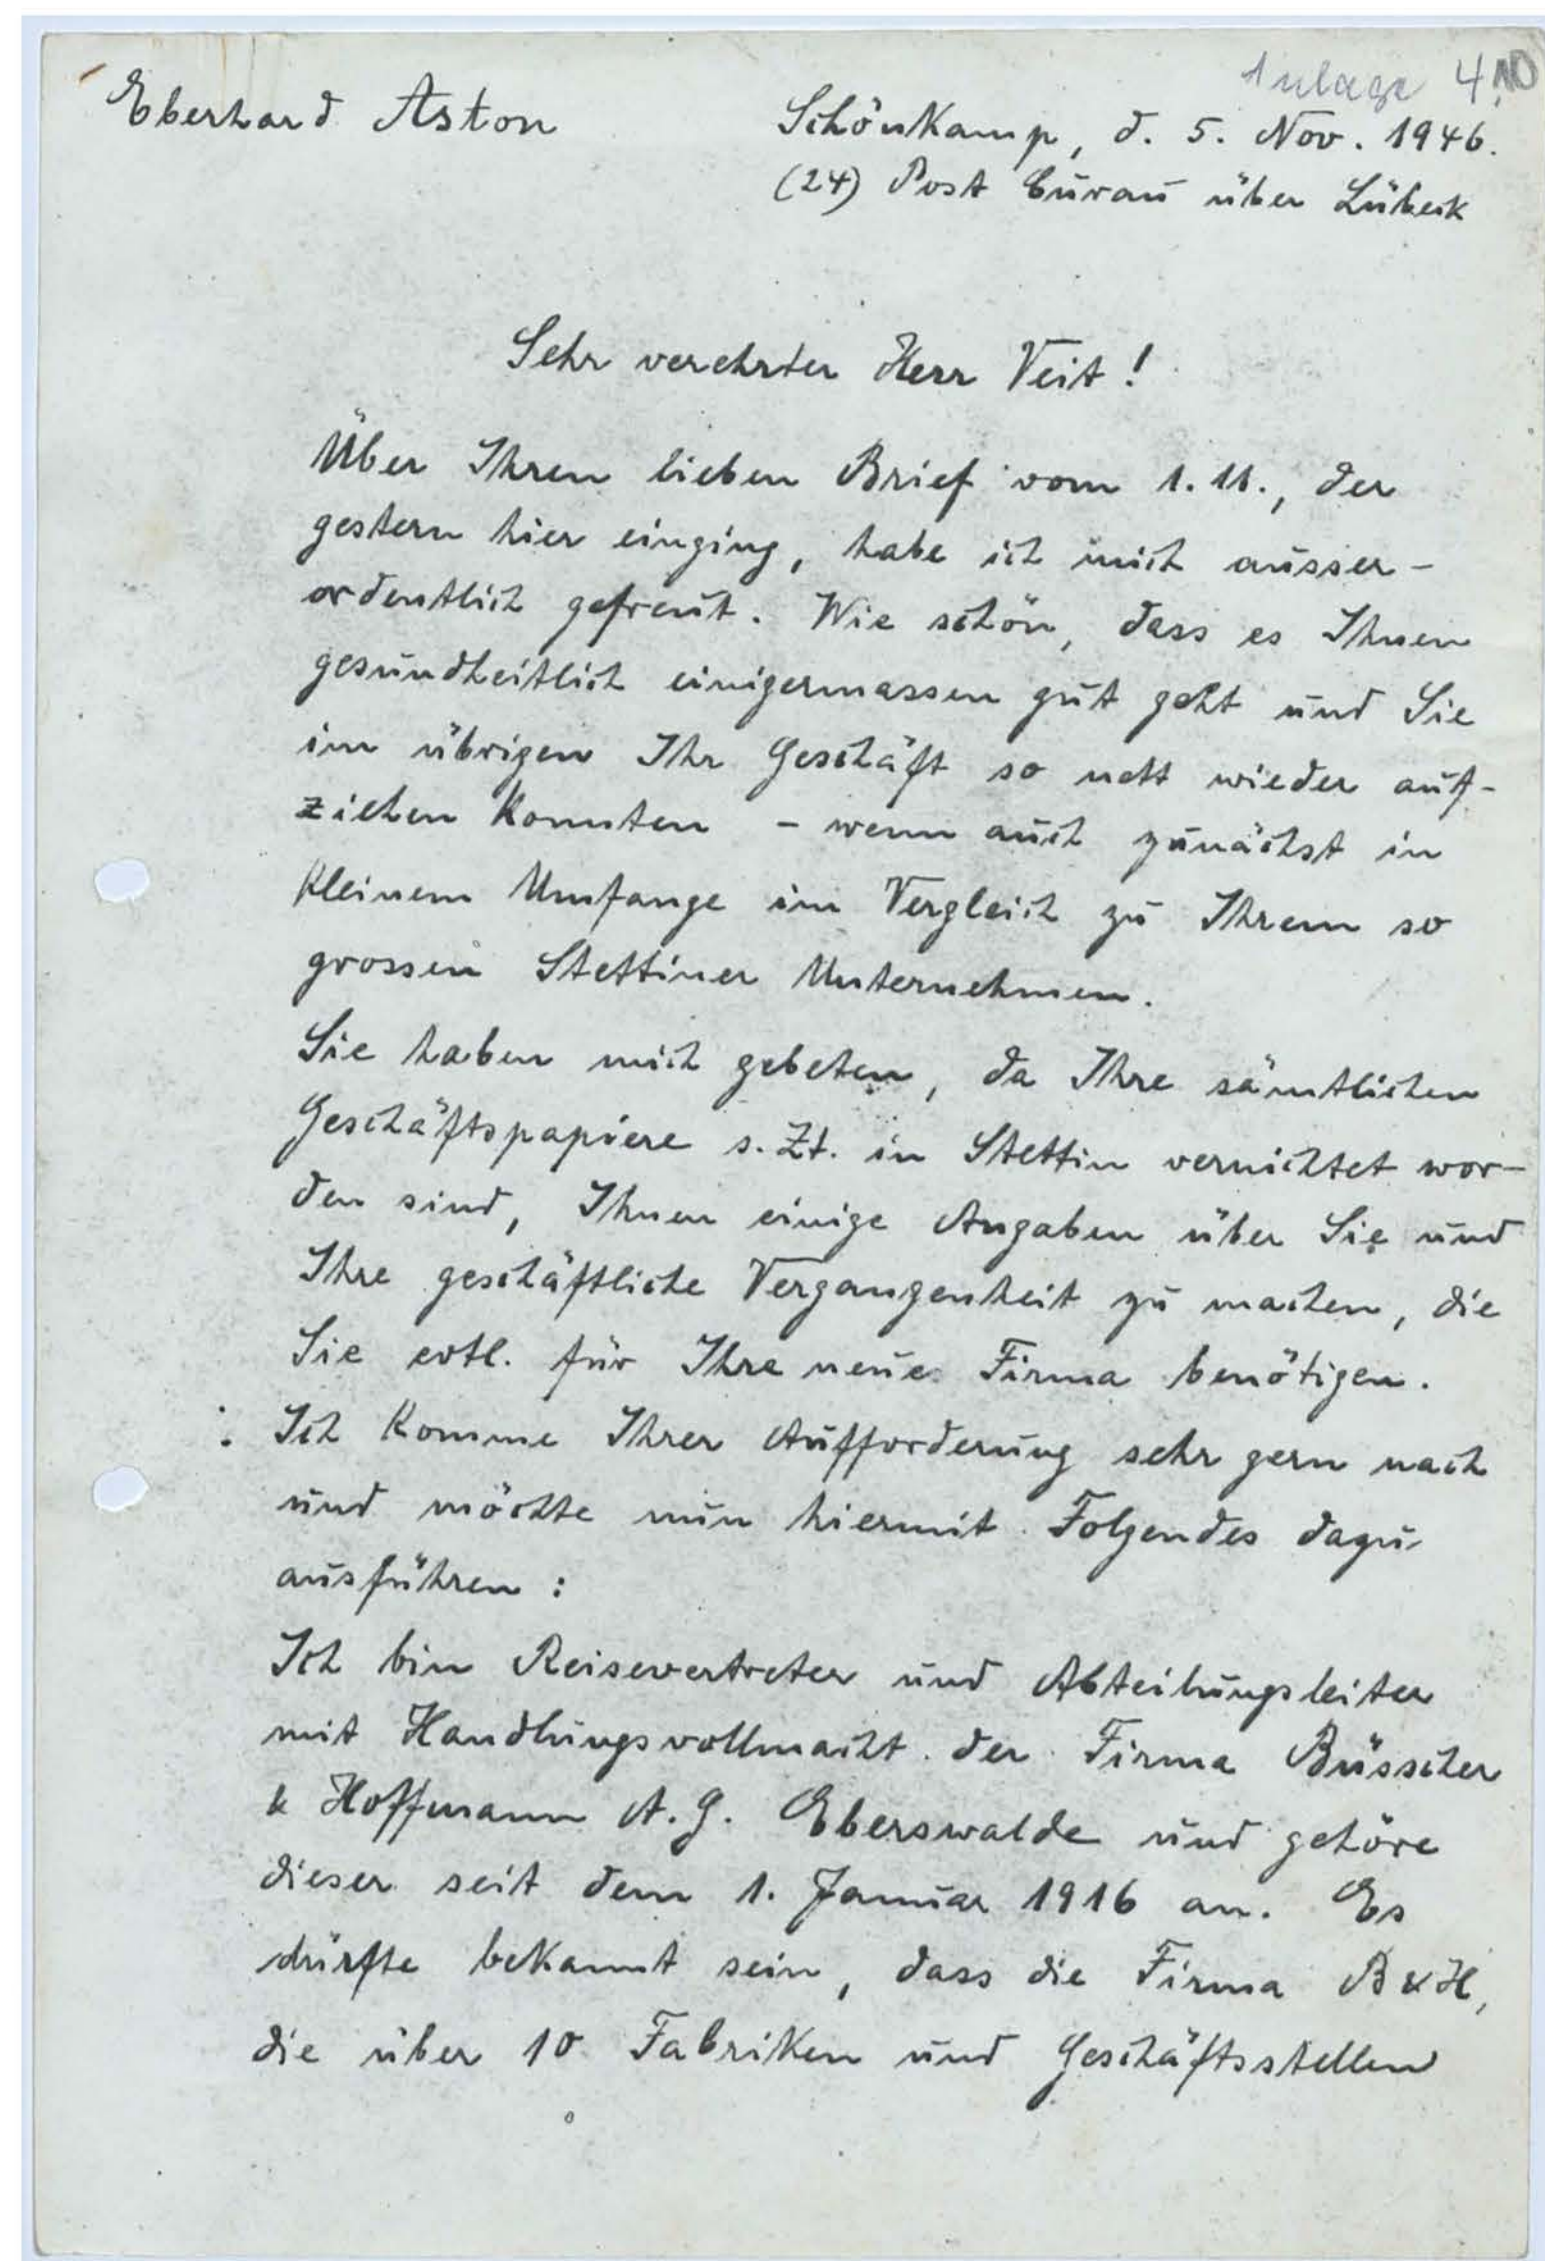 Anlage 4,10
Eberhard Aston
Schönkamp, d. 5. Nov. 1946.
(24) Post Curau über Lübeck
Sehr verehrter Herr Veit!
Über Ihren lieben Brief vom 1.11., der
gestern hier einging, habe ich mich ausser-
ordentlich gefreut. Wie schön, dass es Ihnen
gesundheitlich einigermassen gut geht und Sie
im übrigen Ihr Geschäft so nett wieder auf-
ziehen konnten - wenn auch zunächst in
kleinem Umfange im Vergleich zu Ihrem so
grossen Stettiner Unternehmen.
Sie haben mich gebeten, da Ihre sämtlichen
Geschäftspapiere s. Zt. in Stettin vernichtet wor-
den sind, Ihnen einige Angaben über Sie und
Ihre geschäftliche Vergangenheit zu machen, die
Sie evtl. für Ihre neue Firma benötigen.
Ich komme Ihrer Aufforderung sehr gern nach
und möchte nun hiermit Folgendes dazu
ausführen:
Ich bin Reisevertreter und Abteilungsleiter
mit Handlungsvollmacht der Firma Büsscher
& Hoffmann A.G. Eberswalde und gehöre
dieser seit dem 1. Januar 1916 an. Es
dürfte bekannt sein, dass die Firma B & H,
die über 10 Fabriken und Geschäftsstellen